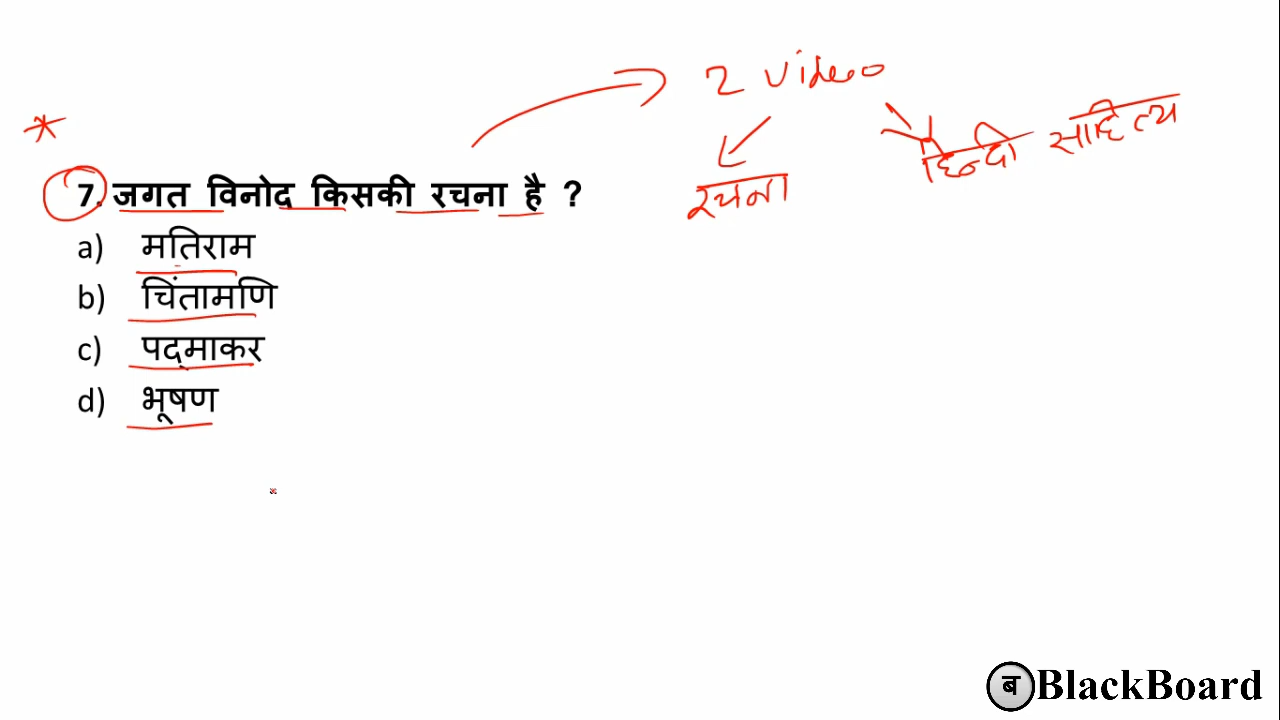 2 video
हिन्दी साहित्य
रचना
7. जगत विनोद किसकी रचना है ?
a) मतिराम
b) चिंतामणि
c) पद्माकर
d) भूषण
ब BlackBoard